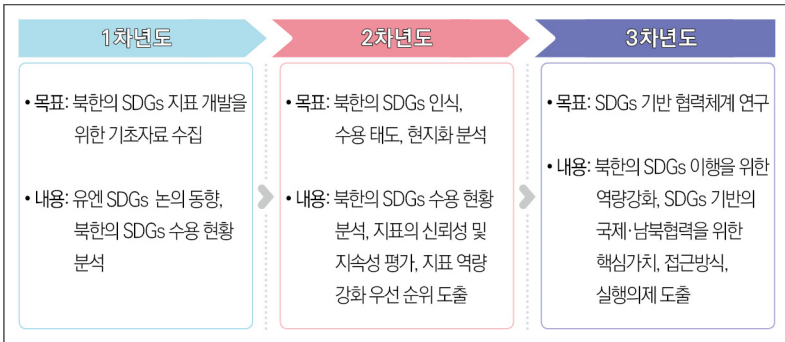 1차년도
• 목표: 북한의 SDGs 지표 개발을
위한 기초자료 수집
• 내용: 유엔 SDGs 논의 동향,
북한의 SDGs 수용 현황
분석
2차년도
• 목표: 북한의 SDGs 인식,
수용 태도, 현지화 분석
• 내용: 북한의 SDGs 수용 현황
분석, 지표의 신뢰성 및
지속성 평가, 지표 역량
강화 우선 순위 도출
3차년도
• 목표: SDGs 기반 협력체계 연구
• 내용: 북한의 SDGs 이행을 위한
역량강화, SDGs 기반의
국제·남북협력을 위한
핵심가치, 접근방식,
실행의제 도출